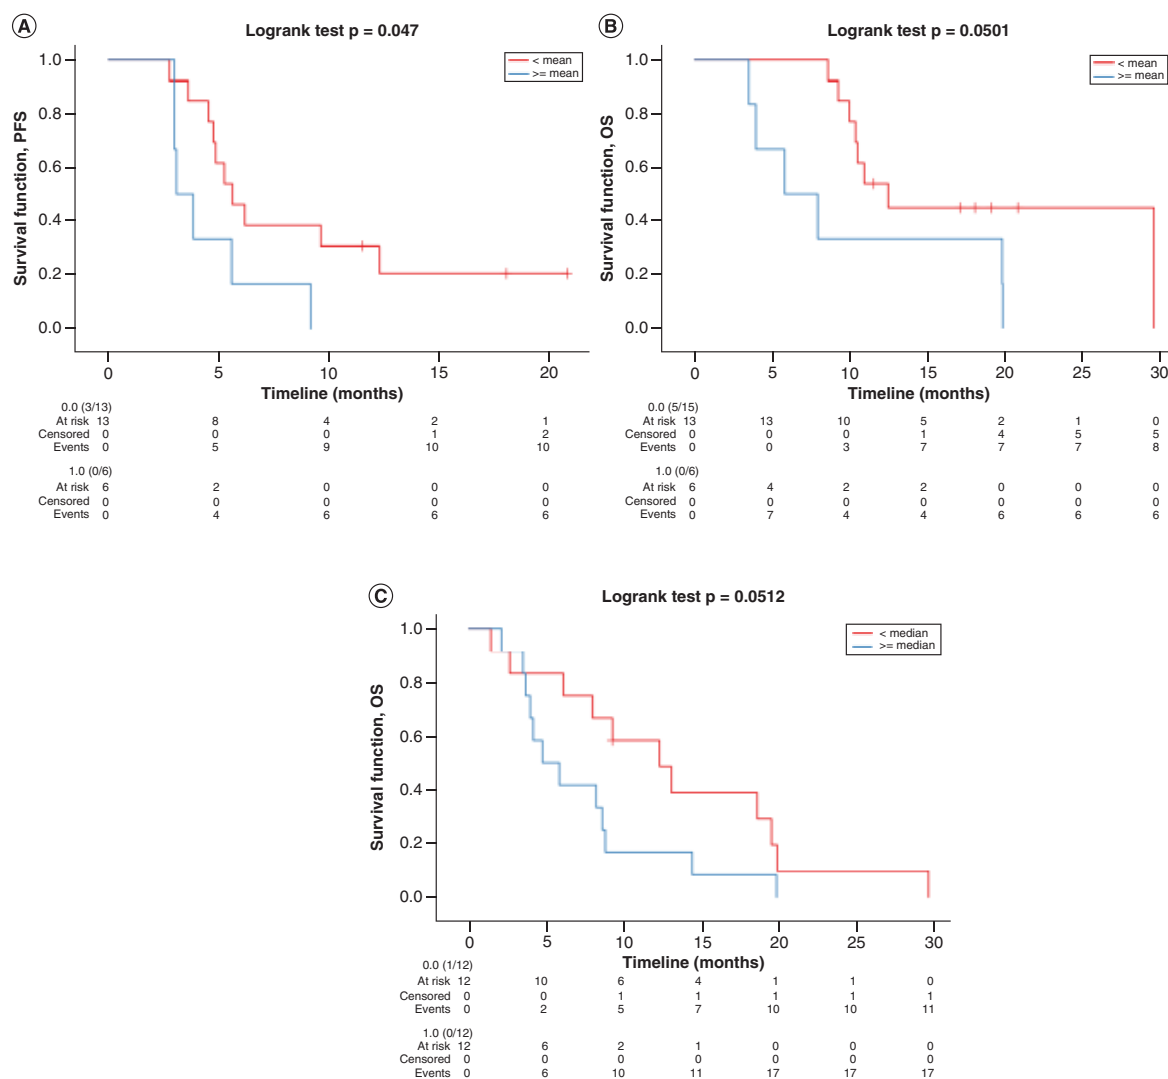 A
Logrank test p = 0.047
< mean
>= mean
Survival function, PFS
1.0
0.8
0.6
0.4
0.2
0.0
0 5 10 15 20
Timeline (months)
0.0 (3/13)
At risk 13 8 4 2 1
Censored 0 0 0 1 2
Events 0 5 9 10 10
1.0 (0/6)
At risk 6 2 0 0 0
Censored 0 0 0 0 0
Events 0 4 6 6 6
B
Logrank test p = 0.0501
< mean
>= mean
Survival function, OS
1.0
0.8
0.6
0.4
0.2
0.0
0 5 10 15 20 25 30
Timeline (months)
0.0 (5/15)
At risk 13 13 10 5 2 1 0
Censored 0 0 0 1 4 5 5
Events 0 0 3 7 7 7 8
1.0 (0/6)
At risk 6 4 2 2 0 0 0
Censored 0 0 0 0 0 0 0
Events 0 7 4 4 6 6 6
C
Logrank test p = 0.0512
< median
>= median
Survival function, OS
1.0
0.8
0.6
0.4
0.2
0.0
0 5 10 15 20 25 30
Timeline (months)
0.0 (1/12)
At risk 12 10 6 4 1 1 0
Censored 0 0 1 1 1 1 1
Events 0 2 5 7 10 10 11
1.0 (0/12)
At risk 12 6 2 1 0 0 0
Censored 0 0 0 0 0 0 0
Events 0 6 10 11 17 17 17